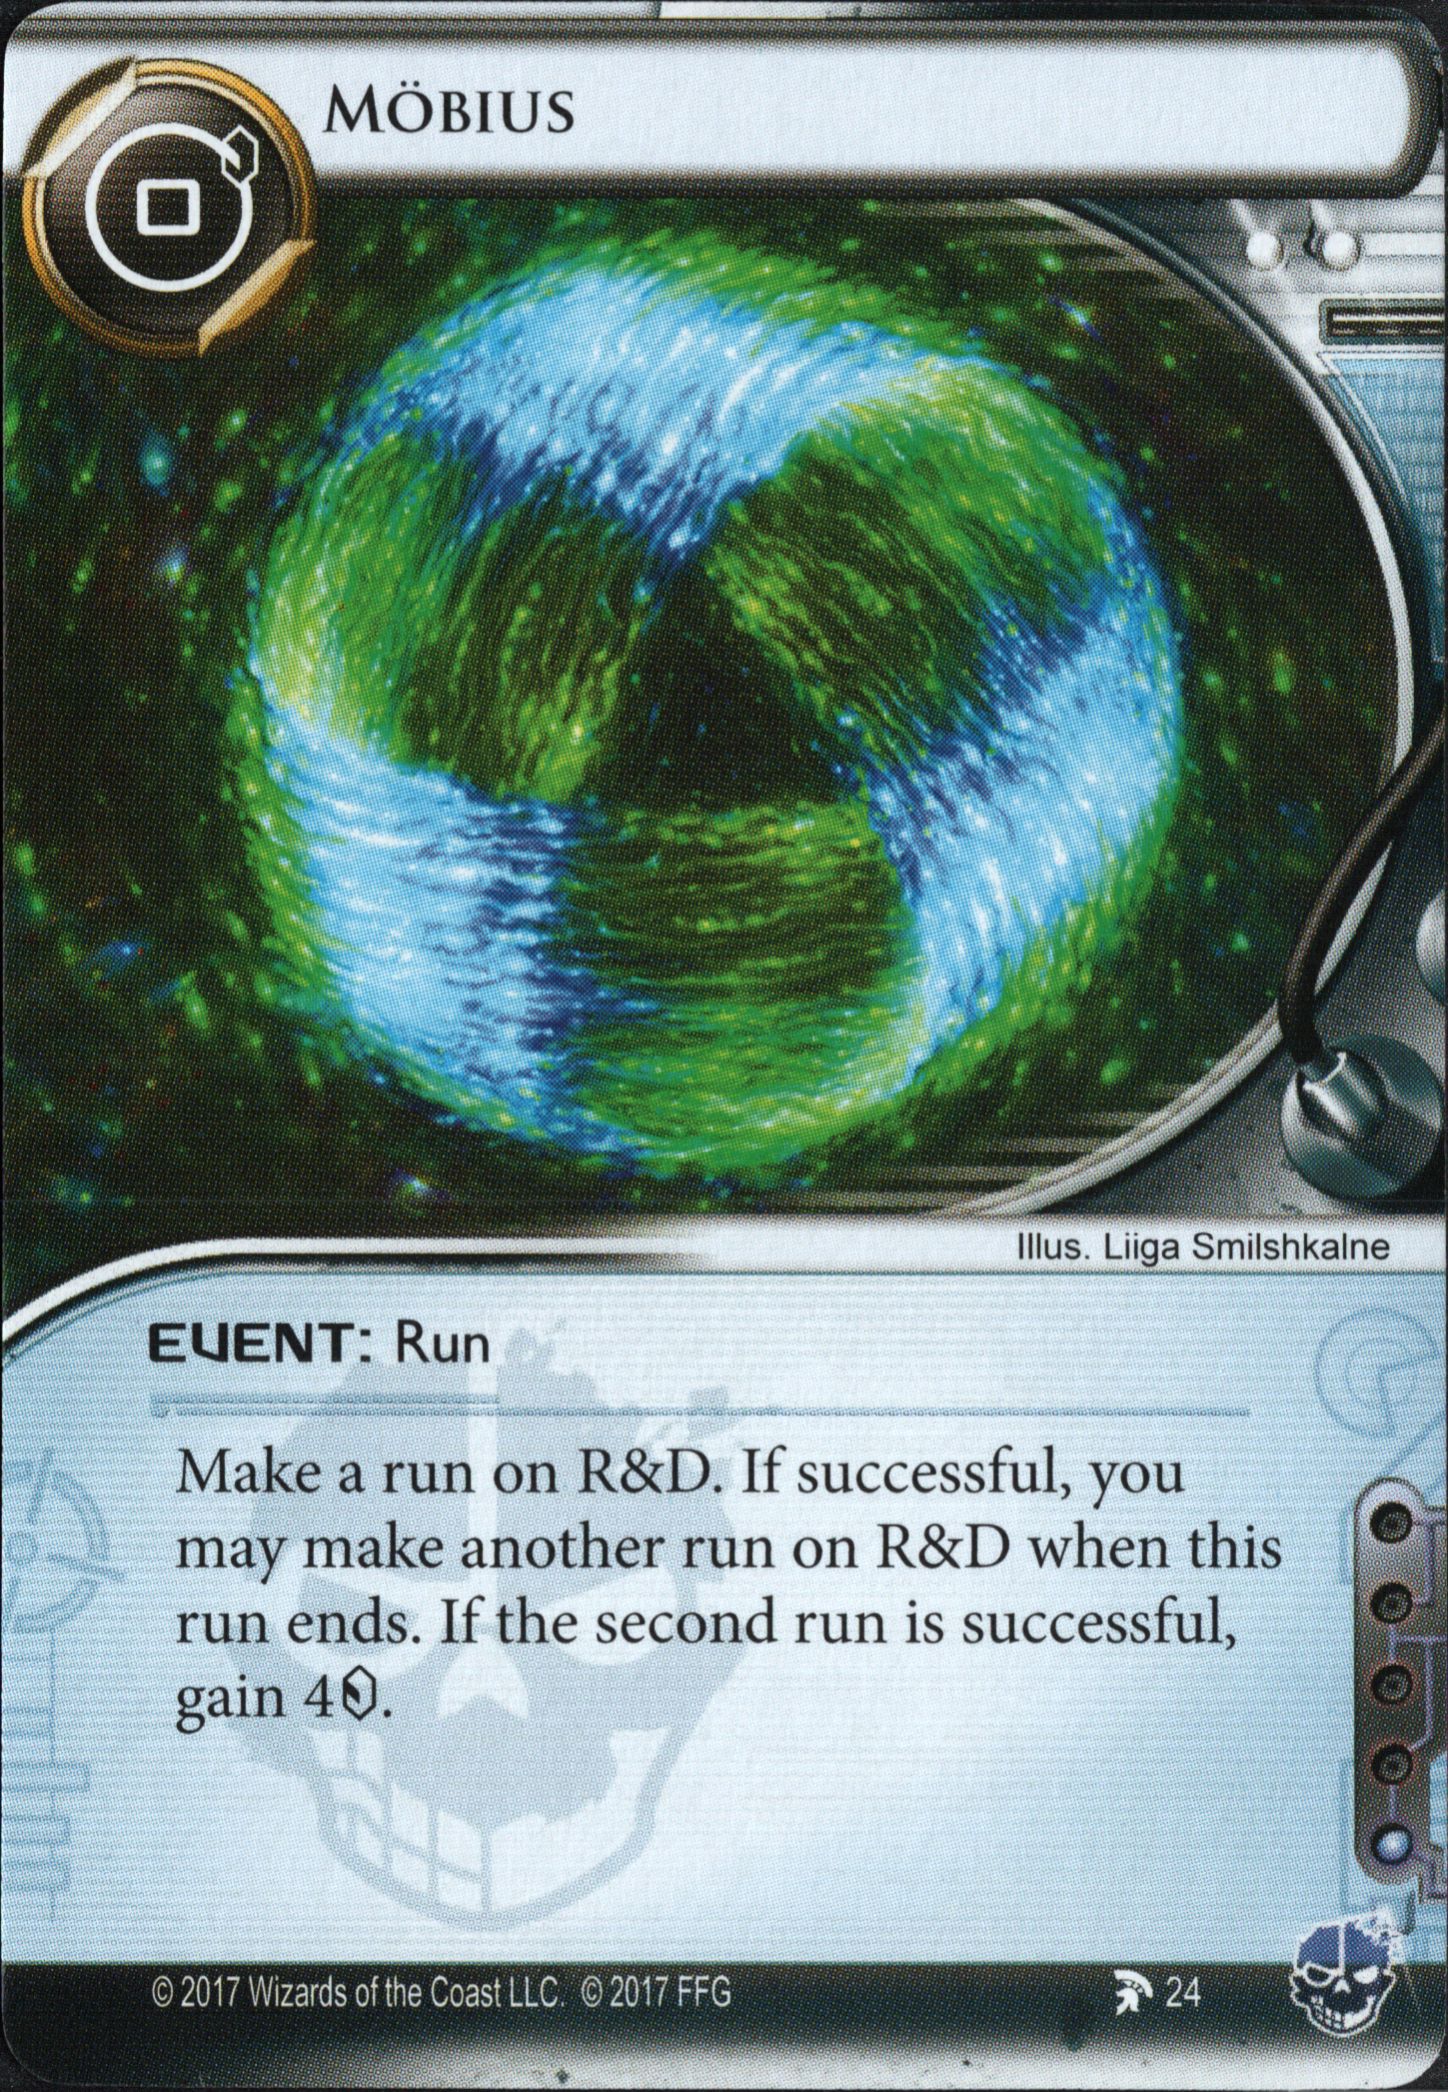 0
MÖBIUS
Illus. Liiga Smilshkalne
EVENT: Run
Make a run on R&D. If successful, you
may make another run on R&D when this
run ends. If the second run is successful,
gain 4.
© 2017 Wizards of the Coast LLC. © 2017 FFG
24